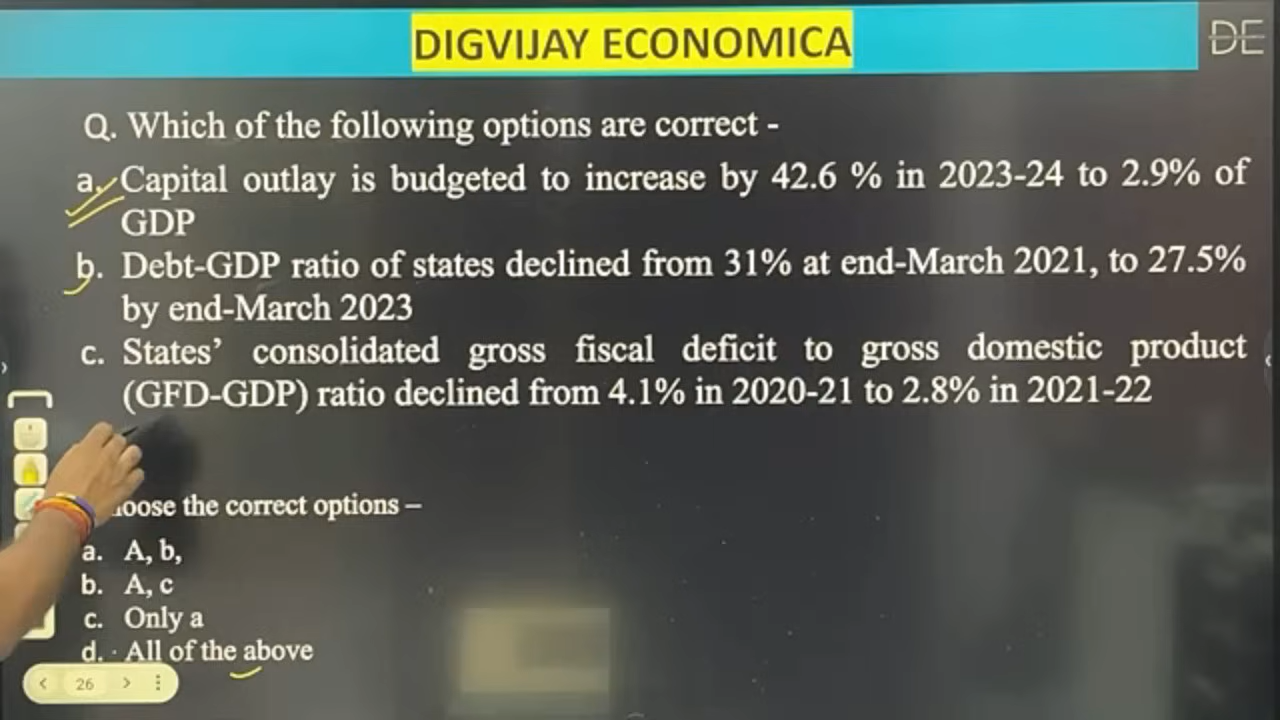 DIGVIJAY ECONOMICA
DE
Q. Which of the following options are correct -
a. Capital outlay is budgeted to increase by 42.6 % in 2023-24 to 2.9% of
GDP
b. Debt-GDP ratio of states declined from 31% at end-March 2021, to 27.5%
by end-March 2023
c. States’ consolidated gross fiscal deficit to gross domestic product
(GFD-GDP) ratio declined from 4.1% in 2020-21 to 2.8% in 2021-22
the correct options –
a. A, b,
b. A, c
c. Only a
d. · All of the above
< 26 > ⋮